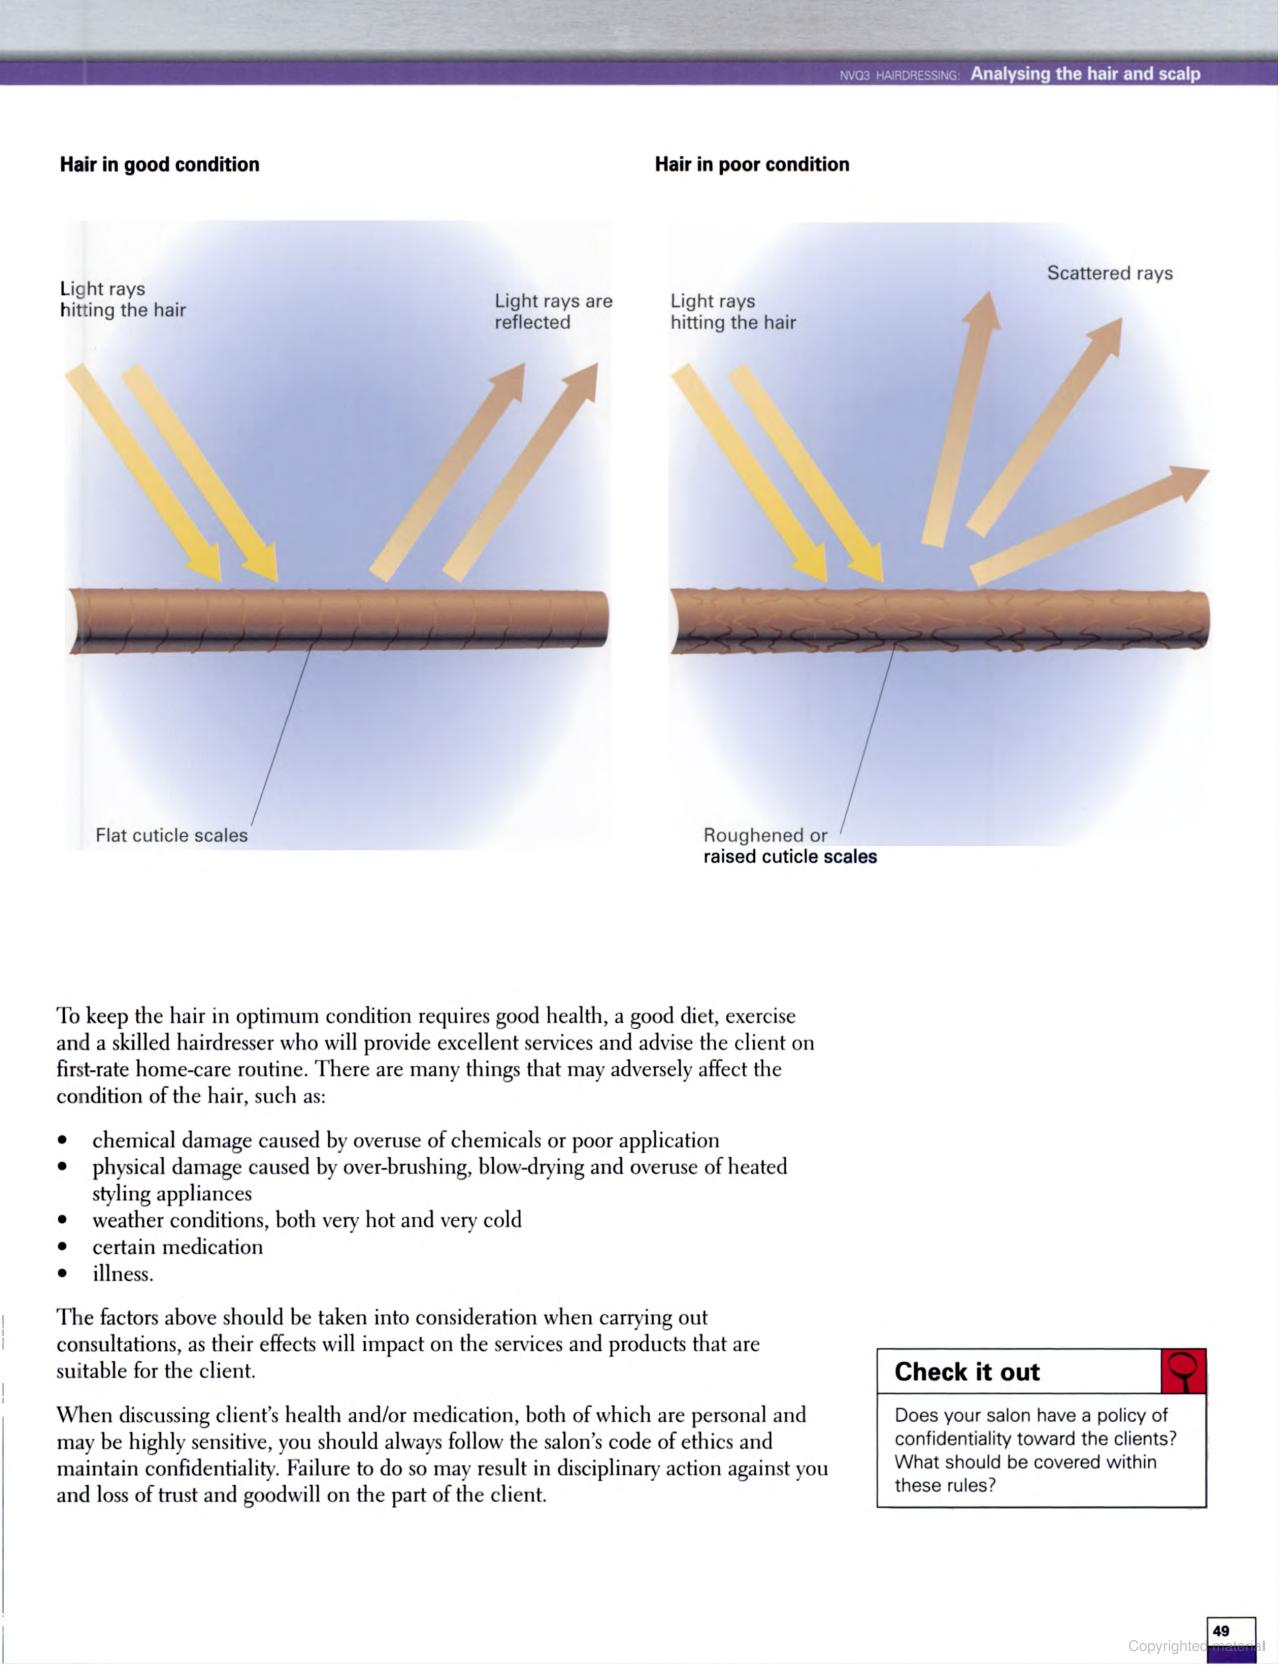 NVQ3 HAIRDRESSING: Analysing the hair and scalp
Hair in good condition
Hair in poor condition
Light rays
hitting the hair
Light rays are
reflected
Flat cuticle scales
Light rays
hitting the hair
Scattered rays
Roughened or
raised cuticle scales
To keep the hair in optimum condition requires good health, a good diet, exercise
and a skilled hairdresser who will provide excellent services and advise the client on
first-rate home-care routine. There are many things that may adversely affect the
condition of the hair, such as:
• chemical damage caused by overuse of chemicals or poor application
• physical damage caused by over-brushing, blow-drying and overuse of heated
styling appliances
• weather conditions, both very hot and very cold
• certain medication
• illness.
The factors above should be taken into consideration when carrying out
consultations, as their effects will impact on the services and products that are
suitable for the client.
When discussing client's health and/or medication, both of which are personal and
may be highly sensitive, you should always follow the salon's code of ethics and
maintain confidentiality. Failure to do so may result in disciplinary action against you
and loss of trust and goodwill on the part of the client.
Check it out
Does your salon have a policy of
confidentiality toward the clients?
What should be covered within
these rules?
49
Copyrighted material